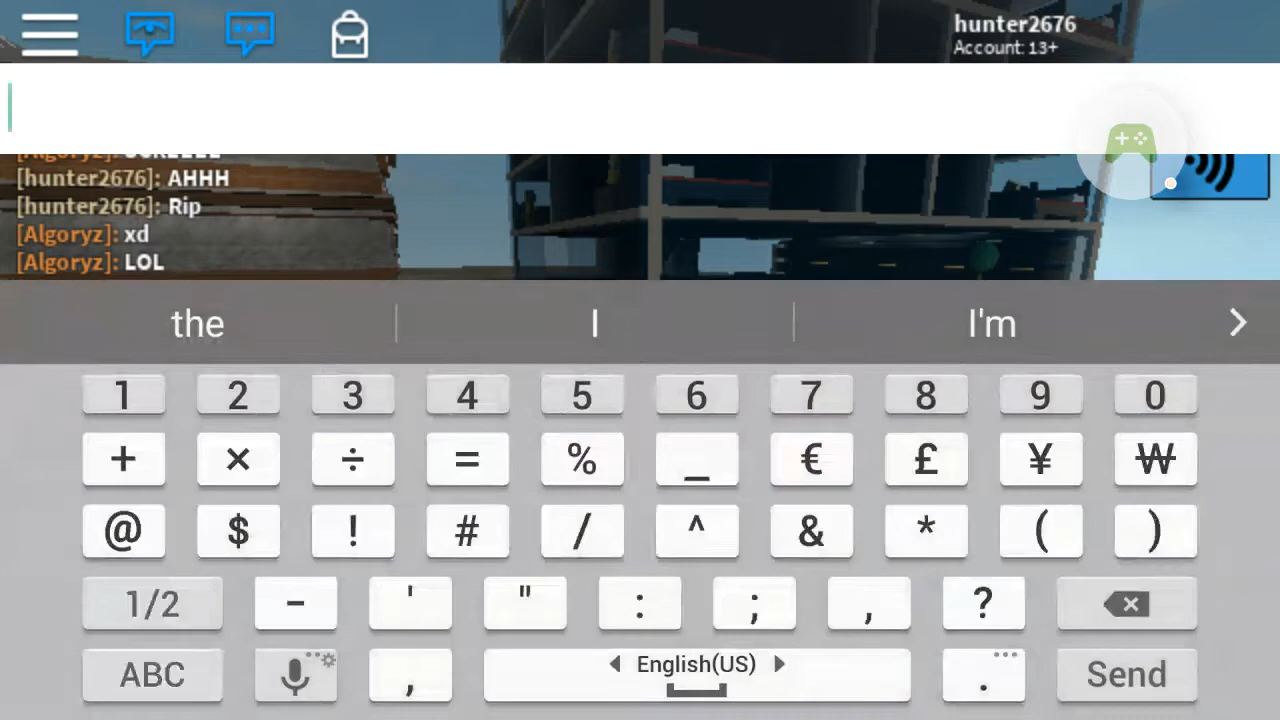 hunter2676
Account: 13+
[Algoryz]:
[hunter2676]: AHHH
[hunter2676]: Rip
[Algoryz]: xd
[Algoryz]: LOL
the I I'm
1 2 3 4 5 6 7 8 9 0
+ × ÷ = % _ € £ ¥ ₩
@ $ ! # / ^ & * ( )
1/2 - ' " : ; , ?
ABC , English(US) . Send